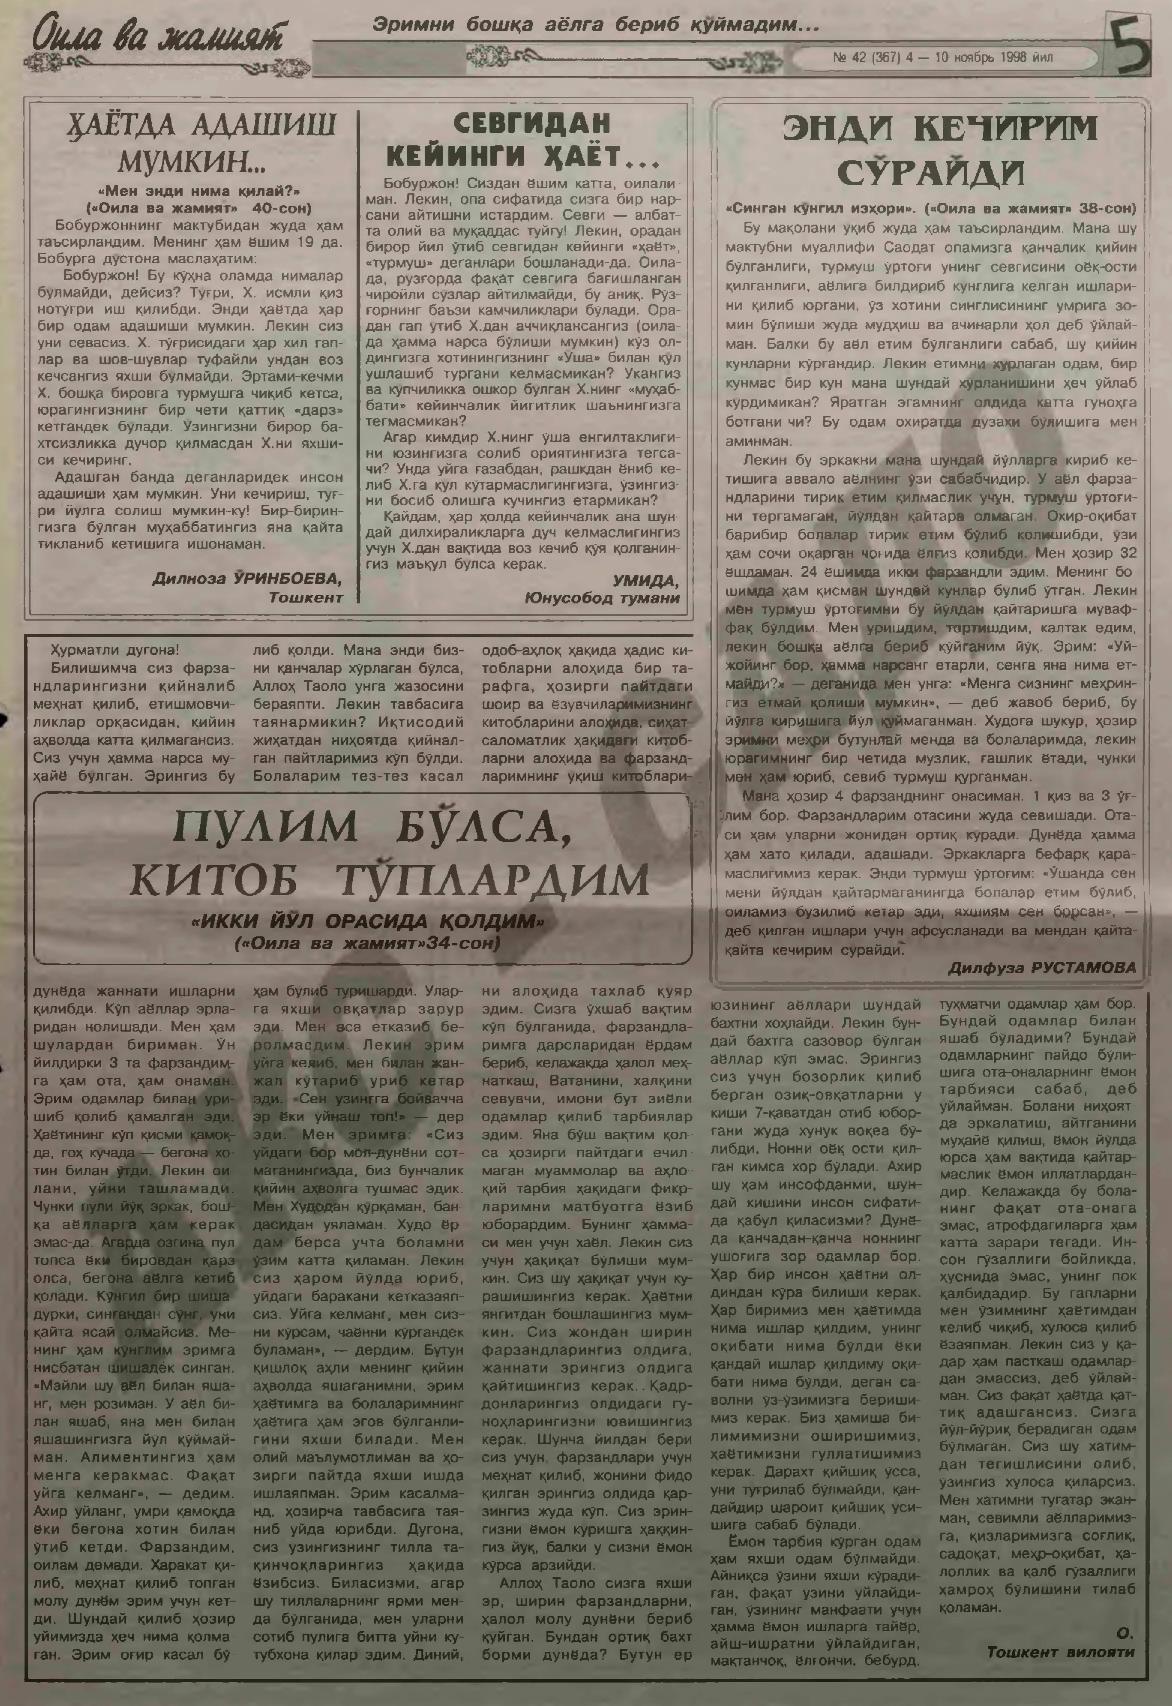 Оила ва жамият
Эримни бошқа аёлга бериб қўймадим...
№ 42 (367) 4 — 10 ноябрь 1998 йил
5
ҲАЁТДА АДАШИШ
МУМКИН...
«Мен энди нима қилай?»
(«Оила ва жамият» 40-сон)
Бобуржоннинг мактубидан жуда ҳам
таъсирландим. Менинг ҳам ёшим 19 да.
Бобурга дўстона маслаҳатим:
Бобуржон! Бу кўҳна оламда нималар
бўлмайди, дейсиз? Тўғри, Х. исмли қиз
нотўғри иш қилибди. Энди ҳаётда ҳар
бир одам адашиши мумкин. Лекин сиз
уни севасиз. Х. тўғрисидаги ҳар хил гап-
лар ва шов-шувлар туфайли ундан воз
кечсангиз яхши бўлмайди. Эртами-кечми
Х. бошқа бировга турмушга чиқиб кетса,
юрагингизнинг бир чети қаттиқ «дарз»
кетгандек бўлади. Ўзингизни бирор ба-
хтсизликка дучор қилмасдан Х.ни яхши-
си кечиринг.
Адашган банда деганларидек инсон
адашиши ҳам мумкин. Уни кечириш, тўғ-
ри йўлга солиш мумкин-ку! Бир-бирин-
гизга бўлган муҳаббатингиз яна қайта
тикланиб кетишига ишонаман.
Дилноза ЎРИНБОЕВА,
Тошкент
СЕВГИДАН
КЕЙИНГИ ҲАЁТ...
Бобуржон! Сиздан ёшим катта, оилали-
ман. Лекин, опа сифатида сизга бир нар-
сани айтишни истардим. Севги — албат-
та олий ва муқаддас туйғу! Лекин, орадан
бирор йил ўтиб севгидан кейинги «ҳаёт»,
«турмуш» деганлари бошланади-да. Оила-
да, рўзғорда фақат севгига бағишланган
чиройли сўзлар айтилмайди, бу аниқ. Рўз-
ғорнинг баъзи камчиликлари бўлади. Ора-
дан гап ўтиб Х.дан аччиқлансангиз (оила-
да ҳамма нарса бўлиши мумкин) кўз ол-
дингизга хотинингизнинг «Ўша» билан қўл
ушлашиб тургани келмасмикан? Укангиз
ва кўпчиликка ошкор бўлган Х.нинг «муҳаб-
бати» кейинчалик йигитлик шаънингизга
тегмасмикан?
Агар кимдир Х.нинг ўша енгилтаклиги-
ни юзингизга солиб ориятингизга тегса-
чи? Унда уйга ғазабдан, рашкдан ёниб ке-
либ Х.га қўл кўтармаслигингизга, ўзингиз-
ни босиб олишга кучингиз етармикан?
Қайдам, ҳар ҳолда кейинчалик ана шун
дай дилхираликларга дуч келмаслигингиз
учун Х.дан вақтида воз кечиб қўя қолганин-
гиз маъқул бўлса керак.
УМИДА,
Юнусобод тумани
ЭНДИ КЕЧИРИМ
СЎРАЙДИ
«Синган кўнгил изҳори». («Оила ва жамият» 38-сон)
Бу мақолани ўқиб жуда ҳам таъсирландим. Мана шу
мактубни муаллифи Саодат опамизга қанчалик қийин
бўлганлиги, турмуш ўртоғи унинг севгисини оёқ-ости
қилганлиги, аёлига билдириб кўнглига келган ишлари-
ни қилиб юргани, ўз хотини синглисининг умрига зо-
мин бўлиши жуда мудҳиш ва ачинарли ҳол деб ўйлай-
ман. Балки бу аёл етим бўлганлиги сабаб, шу қийин
кунларни кўргандир. Лекин етимни хўрлаган одам, бир
кунмас бир кун мана шундай хўрланишини ҳеч ўйлаб
кўрдимикан? Яратган эгамнинг олдида катта гуноҳга
ботгани чи? Бу одам охиратда дўзахи бўлишига мен
аминман.
Лекин бу эркакни мана шундай йўлларга кириб ке-
тишига аввало аёлнинг ўзи сабабчидир. У аёл фарза-
ндларини тирик етим қилмаслик учун, турмуш ўртоғи-
ни тергамаган, йўлдан қайтара олмаган. Охир-оқибат
барибир болалар тирик етим бўлиб қолишибди, ўзи
ҳам сочи оқарган чоғида ёлғиз қолибди. Мен ҳозир 32
ёшдаман. 24 ёшимда икки фарзандли эдим. Менинг бо
шимда ҳам қисман шундай кунлар бўлиб ўтган. Лекин
мен турмуш ўртоғимни бу йўлдан қайтаришга муваф-
фақ бўлдим. Мен уришдим, тортишдим, калтак едим,
лекин бошқа аёлга бериб қўйганим йўқ. Эрим: «Уй-
жойинг бор, ҳамма нарсанг етарли, сенга яна нима ет-
майди?» — деганида мен унга: «Менга сизнинг меҳрин-
гиз етмай қолиши мумкин», — деб жавоб бериб, бу
йўлга киришига йўл қўймаганман. Худога шукур, ҳозир
эримни меҳри бутунлай менда ва болаларимда, лекин
юрагимнинг бир четида музлик, ғашлик ётади, чунки
мен ҳам юриб, севиб турмуш қурганман.
Мана ҳозир 4 фарзанднинг онасиман. 1 қиз ва 3 ўғ-
лим бор. Фарзандларим отасини жуда севишади. Ота-
си ҳам уларни жонидан ортиқ кўради. Дунёда ҳамма
ҳам хато қилади, адашади. Эркакларга бефарқ қара-
маслигимиз керак. Энди турмуш ўртоғим: «Ўшанда сен
мени йўлдан қайтармаганингда болалар етим бўлиб,
оиламиз бузилиб кетар эди, яхшиям сен борсан», —
деб қилган ишлари учун афсусланади ва мендан қайта-
қайта кечирим сўрайди.
Дилфуза РУСТАМОВА
Ҳурматли дугона!
Билишимча сиз фарза-
ндларингизни қийналиб
меҳнат қилиб, етишмовчи-
ликлар орқасидан, қийин
аҳволда катта қилмагансиз.
Сиз учун ҳамма нарса му-
ҳайё бўлган. Эрингиз бу
либ қолди. Мана энди биз-
ни қанчалар хўрлаган бўлса,
Аллоҳ Таоло унга жазосини
бераяпти. Лекин тавбасига
таянармикин? Иқтисодий
жиҳатдан ниҳоятда қийнал-
ган пайтларимиз кўп бўлди.
Болаларим тез-тез касал
одоб-аҳлоқ ҳақида ҳадис ки-
тобларни алоҳида бир та-
рафга, ҳозирги пайтдаги
шоир ва ёзувчиларимизнинг
китобларини алоҳида, сиҳат-
саломатлик ҳақидаги китоб-
ларни алоҳида ва фарзанд-
ларимнинг ўқиш китоблари-
ПУЛИМ БЎЛСА,
КИТОБ ТЎПЛАРДИМ
«ИККИ ЙЎЛ ОРАСИДА ҚОЛДИМ»
(«Оила ва жамият»34-сон)
дунёда жаннати ишларни
қилибди. Кўп аёллар эрла-
ридан нолишади. Мен ҳам
шулардан бириман. Ўн
йилдирки 3 та фарзандим-
га ҳам ота, ҳам онаман.
Эрим одамлар билан ури-
шиб қолиб қамалган эди.
Ҳаётининг кўп қисми қамоқ-
да, гоҳ кўчада — бегона хо-
тин билан ўтди. Лекин ои
лани, уйни ташламади.
Чунки пули йўқ эркак, бош-
қа аёлларга ҳам керак
эмас-да. Агарда озгина пул
топса ёки бировдан қарз
олса, бегона аёлга кетиб
қолади. Кўнгил бир шиша
дурки, сингандан сўнг, уни
қайта ясай олмайсиз. Ме-
нинг ҳам кўнглим эримга
нисбатан шишадек синган.
«Майли шу аёл билан яша-
нг, мен розиман. У аёл би-
лан яшаб, яна мен билан
яшашингизга йўл қўймай-
ман. Алиментингиз ҳам
менга керакмас. Фақат
уйга келманг», — дедим.
Ахир ўйланг, умри қамоқда
ёки бегона хотин билан
ўтиб кетди. Фарзандим,
оилам демади. Харакат қи-
либ, меҳнат қилиб топган
молу дунём эрим учун кет-
ди. Шундай қилиб ҳозир
уйимизда ҳеч нима қолма
ган. Эрим оғир касал бў
ҳам бўлиб туришарди. Улар-
га яхши овқатлар зарур
эди. Мен эса етказиб бе-
ролмасдим. Лекин эрим
уйга келиб, мен билан жан-
жал кўтариб уриб кетар
эди. «Сен ўзингга бойвачча
эр ёки ўйнаш топ!» — дер
эди. Мен эримга: «Сиз
уйдаги бор мол-дунёни сот-
маганингизда, биз бунчалик
қийин аҳволга тушмас эдик.
Мен Худодан қўрқаман, бан-
дасидан уяламан. Худо ёр
дам берса учта боламни
ўзим катта қиламан. Лекин
сиз ҳаром йўлда юриб,
уйдаги баракани кетказаяп-
сиз. Уйга келманг, мен сиз-
ни кўрсам, чаённи кўргандек
бўламан», — дердим. Бутун
қишлоқ аҳли менинг қийин
аҳволда яшаганимни, эрим
ҳаётимга ва болаларимнинг
ҳаётига ҳам эгов бўлганли-
гини яхши билади. Мен
олий маълумотлиман ва ҳо-
зирги пайтда яхши ишда
ишлаяпман. Эрим касалма-
нд, ҳозирча тавбасига тая-
ниб уйда юрибди. Дугона,
сиз ўзингизнинг тилла та-
қинчоқларингиз ҳақида
ёзибсиз. Биласизми, агар
шу тиллаларнинг ярми мен-
да бўлганида, мен уларни
сотиб пулига битта уйни ку-
тубхона қилар эдим. Диний,
ни алоҳида тахлаб қуяр
эдим. Сизга ўхшаб вақтим
кўп бўлганида, фарзандла-
римга дарсларидан ёрдам
бериб, келажакда ҳалол меҳ-
наткаш, Ватанини, халқини
севувчи, имони бут зиёли
одамлар қилиб тарбиялар
эдим. Яна бўш вақтим қол-
са ҳозирги пайтдаги ечил
маган муаммолар ва аҳло-
қий тарбия ҳақидаги фикр-
ларимни матбуотга ёзиб
юборардим. Бунинг ҳамма-
си мен учун хаёл. Лекин сиз
учун ҳақиқат бўлиши мум-
кин. Сиз шу ҳақиқат учун ку-
рашишингиз керак. Ҳаётни
янгитдан бошлашингиз мум-
кин. Сиз жондан ширин
фарзандларингиз олдига,
жаннати эрингиз олдига
қайтишингиз керак. Қадр-
донларингиз олдидаги гу-
ноҳларингизни ювишингиз
керак. Шунча йилдан бери
сиз учун, фарзандлари учун
меҳнат қилиб, жонини фидо
қилган эрингиз олдида қар-
зингиз жуда кўп. Сиз эрин-
гизни ёмон кўришга ҳаққин-
гиз йўқ, балки у сизни ёмон
кўрса арзийди.
Аллоҳ Таоло сизга яхши
эр, ширин фарзандларни,
ҳалол молу дунёни бериб
қўйган. Бундан ортиқ бахт
борми дунёда? Бутун ер
юзининг аёллари шундай
бахтни хоҳлайди. Лекин бун-
дай бахтга сазовор бўлган
аёллар кўп эмас. Эрингиз
сиз учун бозорлик қилиб
берган озиқ-овқатларни у
киши 7-қаватдан отиб юбор-
гани жуда хунук воқеа бў-
либди, Нонни оёқ ости қил-
ган кимса хор бўлади. Ахир
шу ҳам инсофданми, шун-
дай кишини инсон сифати-
да қабул қиласизми? Дунё-
да қанчадан-қанча ноннинг
ушоғига зор одамлар бор.
Ҳар бир инсон ҳаётни ол-
диндан кўра билиши керак.
Ҳар биримиз мен ҳаётимда
нима ишлар қилдим, унинг
оқибати нима бўлди ёки
қандай ишлар қилдиму оқи-
бати нима бўлди, деган са-
волни ўз-ўзимизга бериши-
миз керак. Биз ҳамиша би-
лимимизни оширишимиз,
ҳаётимизни гуллатишимиз
керак. Дарахт қийшиқ ўсса,
уни тўғрилаб бўлмайди, қан-
дайдир шароит қийшиқ ўси-
шига сабаб бўлади.
Ёмон тарбия кўрган одам
ҳам яхши одам бўлмайди.
Айниқса ўзини яхши кўради-
ган, фақат ўзини ўйлайди-
ган, ўзининг манфаати учун
ҳамма ёмон ишларга тайёр,
айш-ишратни ўйлайдиган,
мақтанчоқ, ёлғончи, бебурд,
туҳматчи одамлар ҳам бор.
Бундай одамлар билан
яшаб бўладими? Бундай
одамларнинг пайдо бўли-
шига ота-оналарнинг ёмон
тарбияси сабаб, деб
ўйлайман. Болани ниҳоят
да эркалатиш, айтганини
муҳайё қилиш, ёмон йўлда
юрса ҳам вақтида қайтар-
маслик ёмон иллатлардан-
дир. Келажакда бу бола-
нинг фақат ота-онага
эмас, атрофдагиларга ҳам
катта зарари тегади. Ин-
сон гўзаллиги бойликда,
ҳуснида эмас, унинг пок
қалбидадир. Бу гапларни
мен ўзимнинг ҳаётимдан
келиб чиқиб, хулоса қилиб
ёзаяпман. Лекин сиз у қа-
дар ҳам пасткаш одамлар-
дан эмассиз, деб ўйлай-
ман. Сиз фақат ҳаётда қат-
тиқ адашгансиз. Сизга
йўл-йўриқ берадиган одам
бўлмаган. Сиз шу хатим-
дан тегишлисини олиб,
ўзингиз хулоса қиларсиз.
Мен хатимни тугатар экан-
ман, севимли аёлларимиз-
га, қизларимизга соғлиқ,
садоқат, меҳр-оқибат, ҳа-
лоллик ва қалб гўзаллиги
ҳамроҳ бўлишини тилаб
қоламан.
О.
Тошкент вилояти